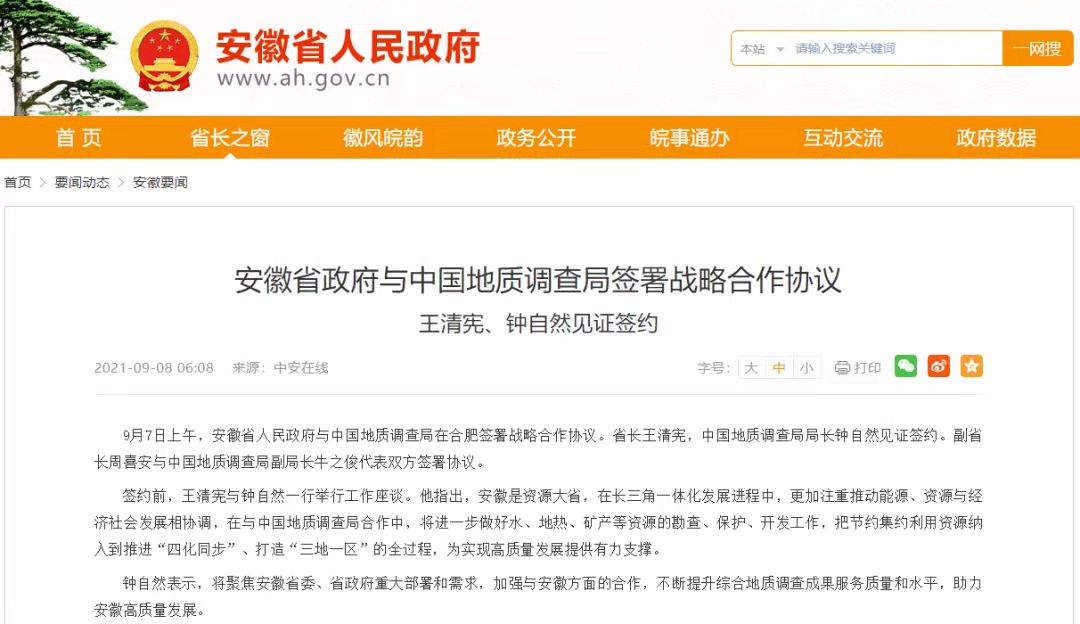 安徽省人民政府
www.ah.gov.cn
本站 请输入搜索关键词 一网搜
首 页 省长之窗 徽风皖韵 政务公开 皖事通办 互动交流 政府数据
首页 > 要闻动态 > 安徽要闻
安徽省政府与中国地质调查局签署战略合作协议
王清宪、钟自然见证签约
2021-09-08 06:08 来源：中安在线 字号： 大 中 小 打印
9月7日上午，安徽省人民政府与中国地质调查局在合肥签署战略合作协议。省长王清宪，中国地质调查局局长钟自然见证签约。副省
长周喜安与中国地质调查局副局长牛之俊代表双方签署协议。
签约前，王清宪与钟自然一行举行工作座谈。他指出，安徽是资源大省，在长三角一体化发展进程中，更加注重推动能源、资源与经
济社会发展相协调，在与中国地质调查局合作中，将进一步做好水、地热、矿产等资源的勘查、保护、开发工作，把节约集约利用资源纳
入到推进“四化同步”、打造“三地一区”的全过程，为实现高质量发展提供有力支撑。
钟自然表示，将聚焦安徽省委、省政府重大部署和需求，加强与安徽方面的合作，不断提升综合地质调查成果服务质量和水平，助力
安徽高质量发展。